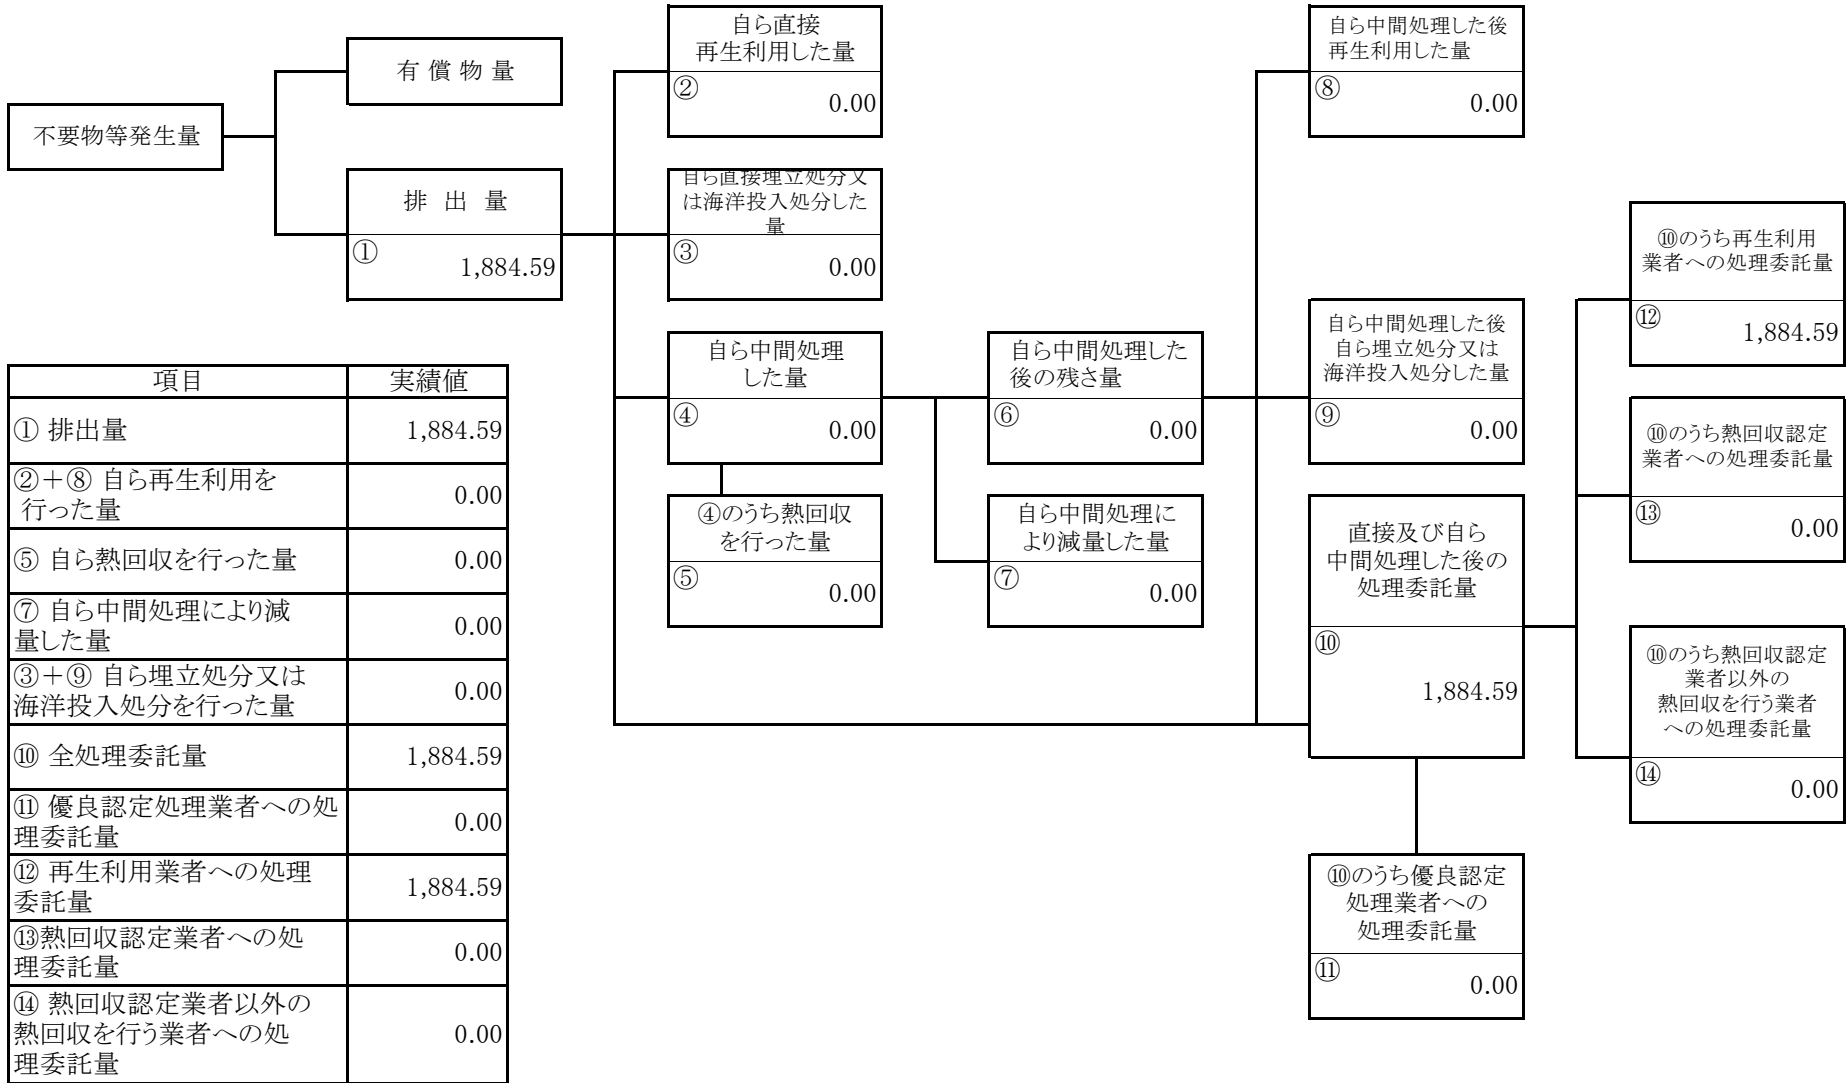 不要物等発生量
有 償 物 量
排 出 量
①
1,884.59
自ら直接
再生利用した量
②
0.00
自ら直接埋立処分又
は海洋投入処分した
量
③
0.00
自ら中間処理
した量
④
0.00
④のうち熱回収
を行った量
⑤
0.00
自ら中間処理した
後の残さ量
⑥
0.00
自ら中間処理に
より減量した量
⑦
0.00
自ら中間処理した後
再生利用した量
⑧
0.00
自ら中間処理した後
自ら埋立処分又は
海洋投入処分した量
⑨
0.00
直接及び自ら
中間処理した後の
処理委託量
⑩
1,884.59
⑩のうち優良認定
処理業者への
処理委託量
⑪
0.00
⑩のうち再生利用
業者への処理委託量
⑫
1,884.59
⑩のうち熱回収認定
業者への処理委託量
⑬
0.00
⑩のうち熱回収認定
業者以外の
熱回収を行う業者
への処理委託量
⑭
0.00
項目 実績値
① 排出量 1,884.59
②+⑧ 自ら再生利用を
行った量
0.00
⑤ 自ら熱回収を行った量 0.00
⑦ 自ら中間処理により減
量した量
0.00
③+⑨ 自ら埋立処分又は
海洋投入処分を行った量
0.00
⑩ 全処理委託量 1,884.59
⑪ 優良認定処理業者への処
理委託量
0.00
⑫ 再生利用業者への処理
委託量
1,884.59
⑬熱回収認定業者への処
理委託量
0.00
⑭ 熱回収認定業者以外の
熱回収を行う業者への処
理委託量
0.00